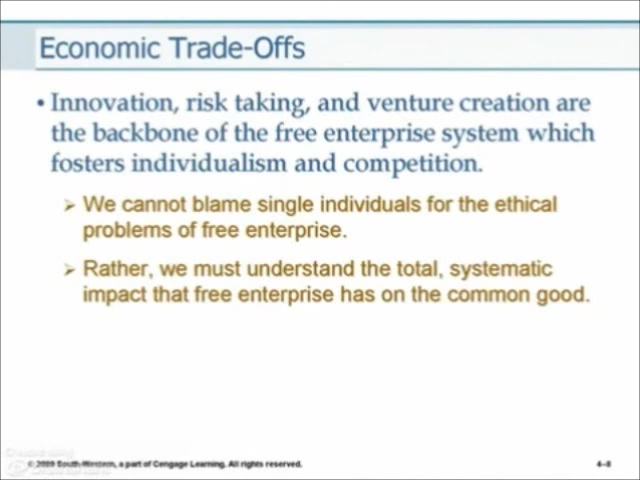 Economic Trade-Offs
• Innovation, risk taking, and venture creation are
the backbone of the free enterprise system which
fosters individualism and competition.
➢ We cannot blame single individuals for the ethical
problems of free enterprise.
➢ Rather, we must understand the total, systematic
impact that free enterprise has on the common good.
© 2009 South-Western, a part of Cengage Learning. All rights reserved.
4–8